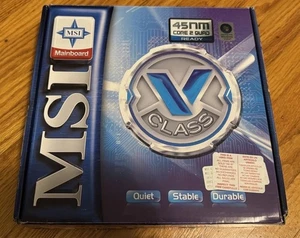 MSI
Mainboard
MSI
45nm
CORE 2 QUAD
READY
V
CLASS
Quiet
Stable
Durable